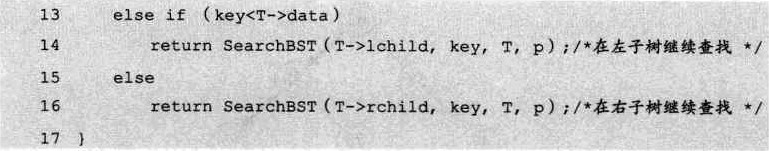 13 else if (key<T->data)
14 return SearchBST(T->lchild, key, T, p);/*在左子树继续查找 */
15 else
16 return SearchBST(T->rchild, key, T, p);/*在右子树继续查找 */
17 }